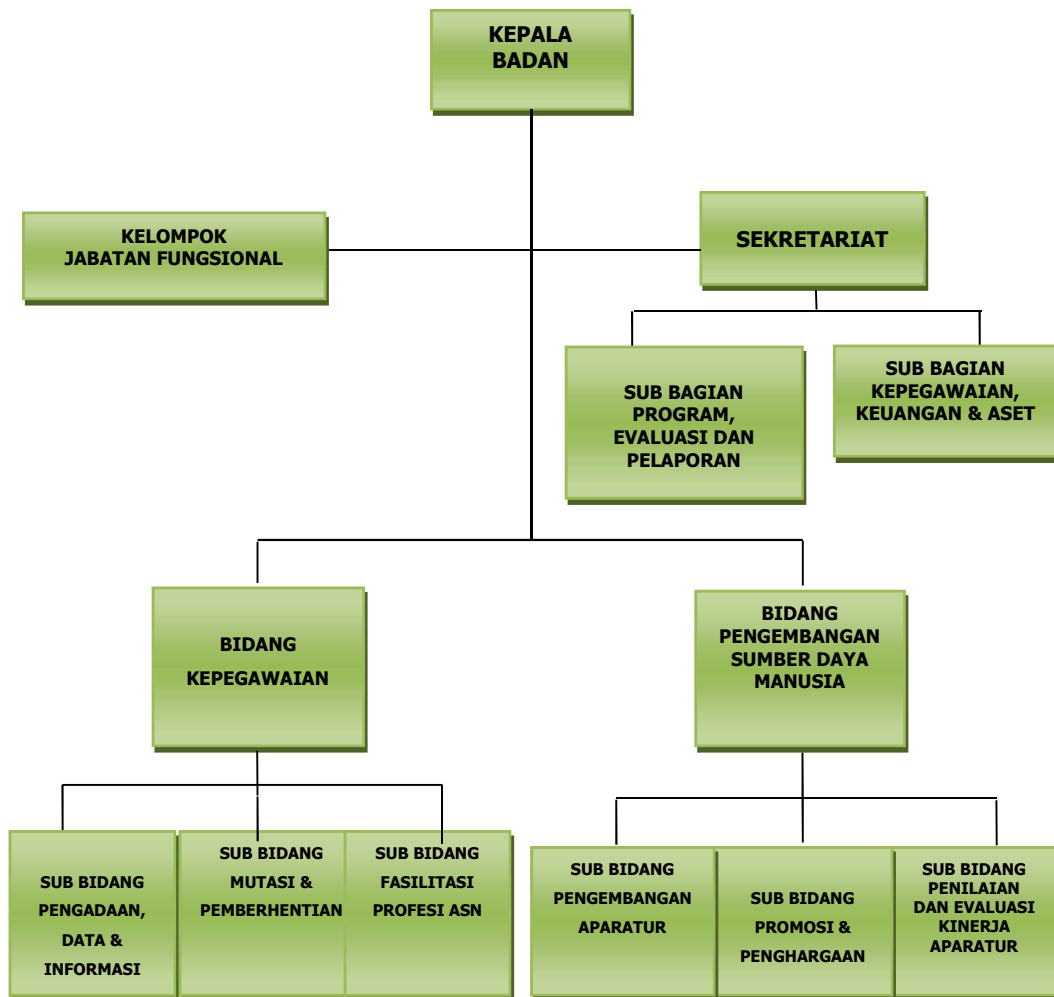 KEPALA
BADAN
KELOMPOK
JABATAN FUNGSIONAL
SEKRETARIAT
SUB BAGIAN
PROGRAM,
EVALUASI DAN
PELAPORAN
SUB BAGIAN
KEPEGAWAIAN,
KEUANGAN & ASET
BIDANG
KEPEGAWAIAN
BIDANG
PENGEMBANGAN
SUMBER DAYA
MANUSIA
SUB BIDANG
PENGADAAN,
DATA &
INFORMASI
SUB BIDANG
MUTASI &
PEMBERHENTIAN
SUB BIDANG
FASILITASI
PROFESI ASN
SUB BIDANG
PENGEMBANGAN
APARATUR
SUB BIDANG
PROMOSI &
PENGHARGAAN
SUB BIDANG
PENILAIAN
DAN EVALUASI
KINERJA
APARATUR